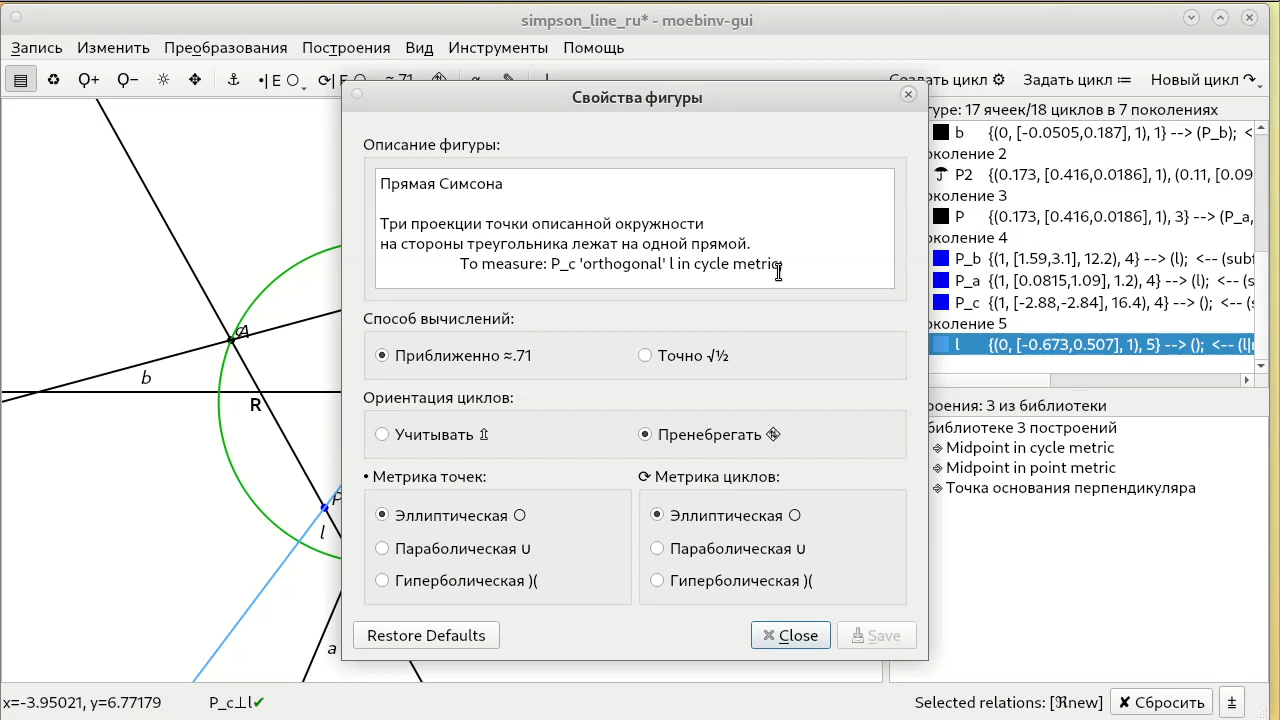 simpson_line_ru* - moebinv-gui
Запись Изменить Преобразования Построения Вид Инструменты Помощь
Создать цикл Задать цикл Новый цикл
Свойства фигуры
Описание фигуры:
Прямая Симсона
Три проекции точки описанной окружности
на стороны треугольника лежат на одной прямой.
To measure: P_c 'orthogonal' l in cycle metric
Способ вычислений:
Приближенно ≈.71
Точно √½
Ориентация циклов:
Учитывать ⇫
Пренебрегать
• Метрика точек:
⟳ Метрика циклов:
Эллиптическая ○
Эллиптическая ○
Параболическая ∪
Параболическая ∪
Гиперболическая )(
Гиперболическая )(
Restore Defaults
Close
Save
гуре: 17 ячеек/18 циклов в 7 поколениях
b {(0, [-0.0505,0.187], 1), 1} --> (P_b); <
околение 2
P2 {(0.173, [0.416,0.0186], 1), (0.11, [0.09
околение 3
P {(0.173, [0.416,0.0186], 1), 3} --> (P_a,
околение 4
P_b {(1, [1.59,3.1], 12.2), 4} --> (l); <-- (subf
P_a {(1, [0.0815,1.09], 1.2), 4} --> (l); <-- (s
P_c {(1, [-2.88,-2.84], 16.4), 4} --> (); <-- (s
околение 5
l {(0, [-0.673,0.507], 1), 5} --> (); <-- (l|
роения: 3 из библиотеки
библиотеке 3 построений
Midpoint in cycle metric
Midpoint in point metric
Точка основания перпендикуляра
A
b
R
P
l
a
x=-3.95021, y=6.77179
P_c⊥l✔
Selected relations: [ℜnew]
✘ Сбросить
±